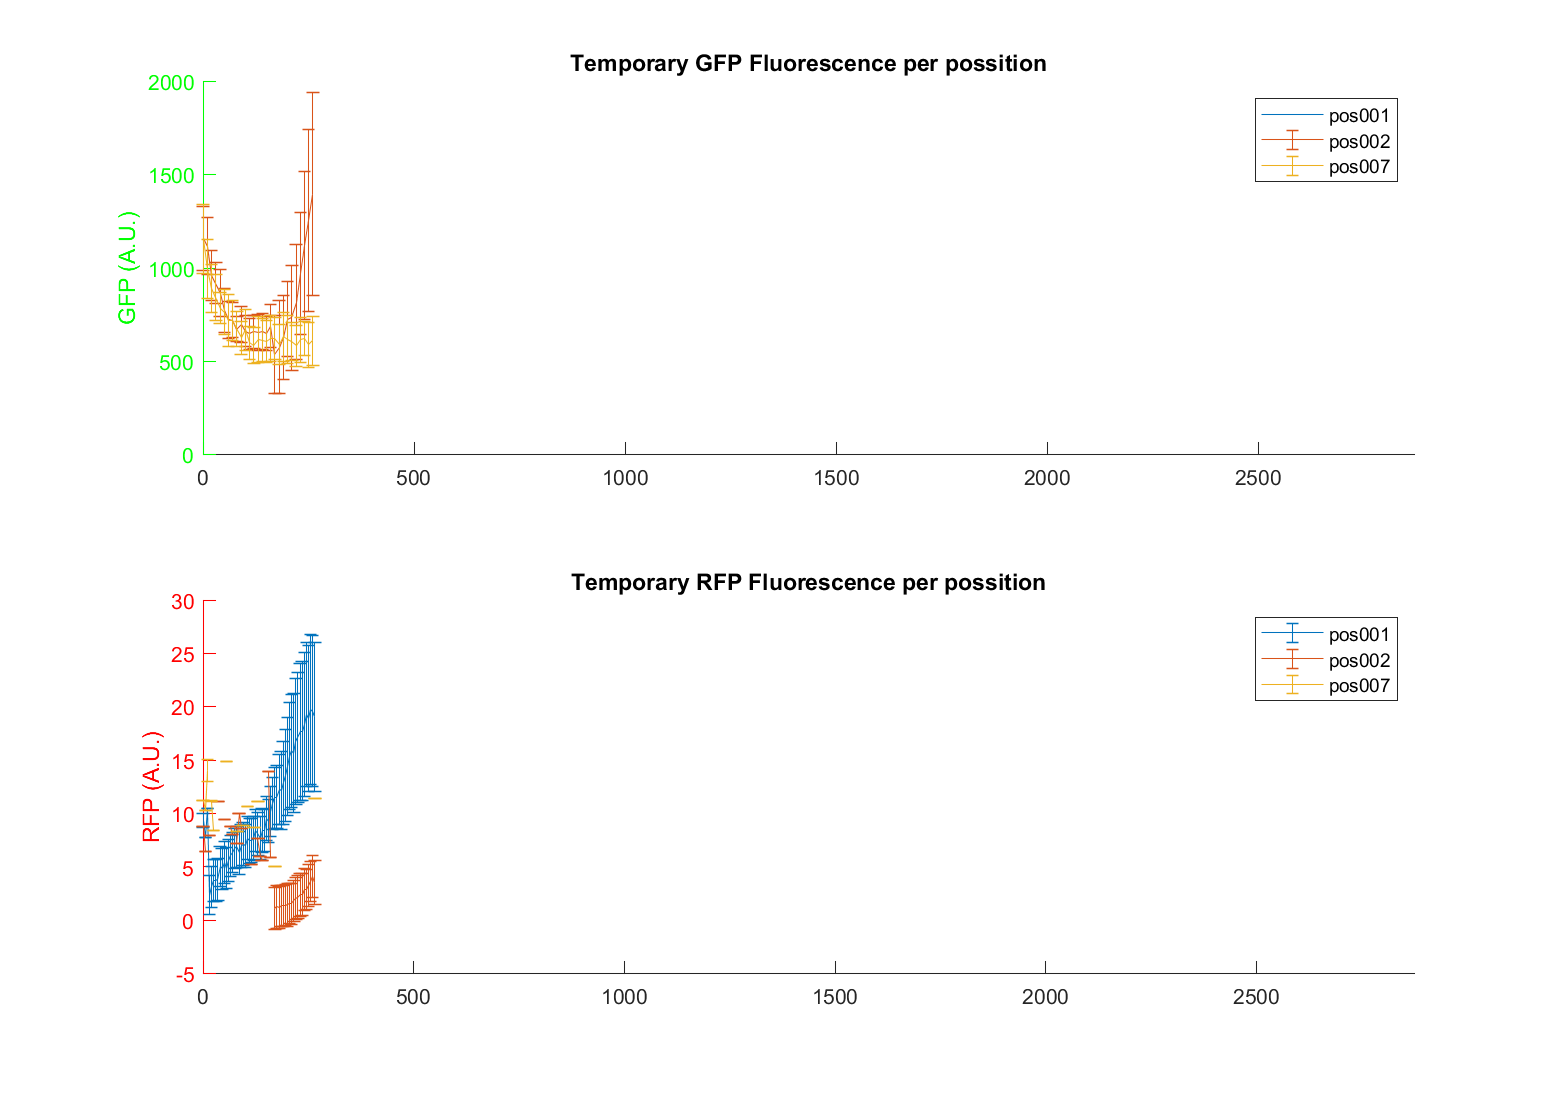 Temporary GFP Fluorescence per possition
2000
1500
1000
500
0
GFP (A.U.)
pos001
pos002
pos007
0 500 1000 1500 2000 2500
Temporary RFP Fluorescence per possition
30
25
20
15
10
5
0
-5
RFP (A.U.)
pos001
pos002
pos007
0 500 1000 1500 2000 2500